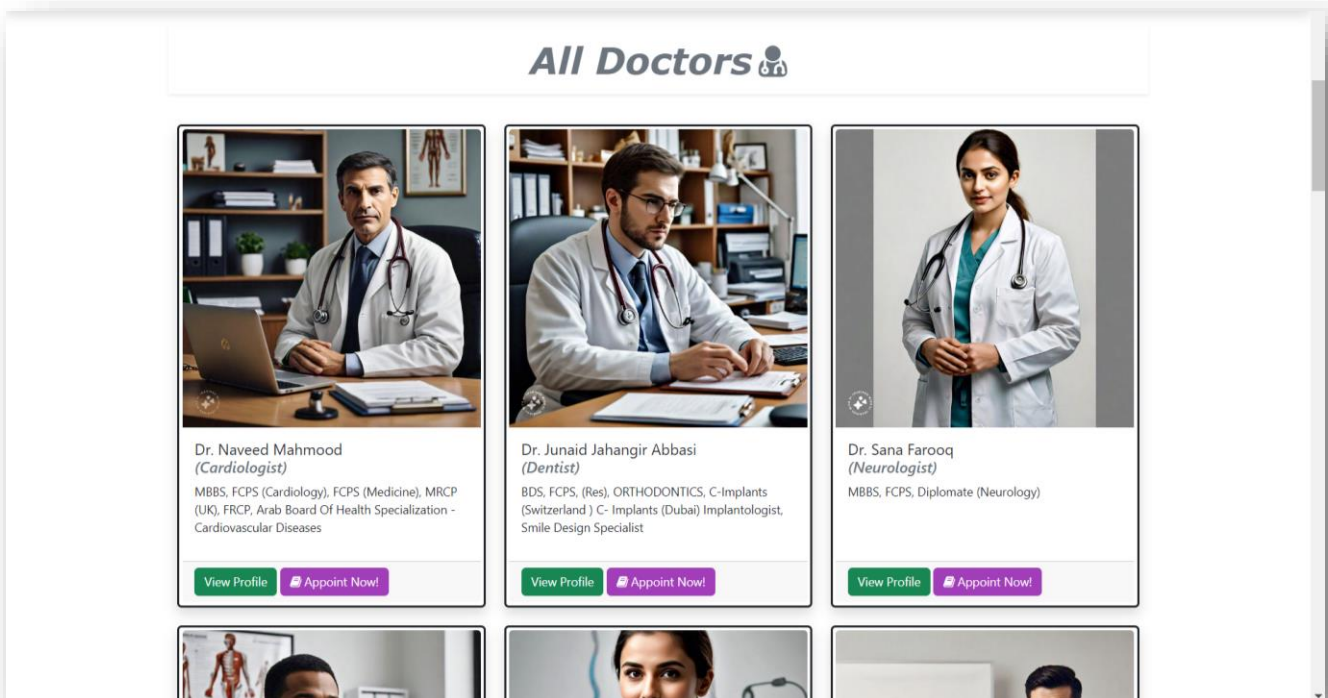 All Doctors
Dr. Naveed Mahmood
(Cardiologist)
MBBS, FCPS (Cardiology), FCPS (Medicine), MRCP
(UK), FRCP, Arab Board Of Health Specialization -
Cardiovascular Diseases
View Profile
Appoint Now!
Dr. Junaid Jahangir Abbasi
(Dentist)
BDS, FCPS, (Res), ORTHODONTICS, C-Implants
(Switzerland ) C- Implants (Dubai) Implantologist,
Smile Design Specialist
View Profile
Appoint Now!
Dr. Sana Farooq
(Neurologist)
MBBS, FCPS, Diplomate (Neurology)
View Profile
Appoint Now!